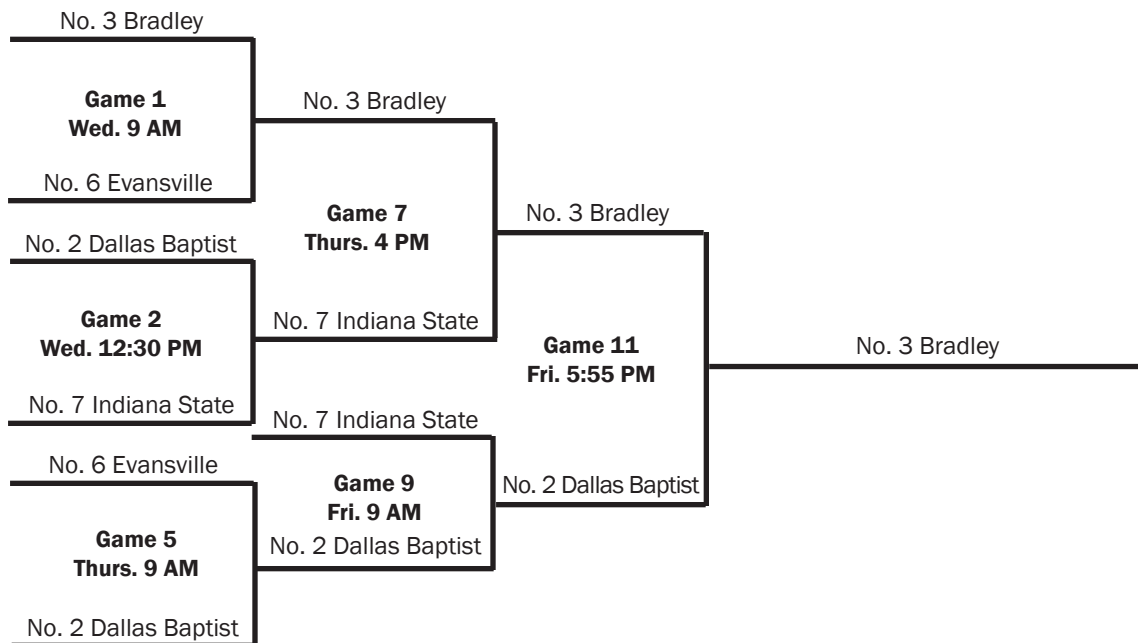 No. 3 Bradley
Game 1
Wed. 9 AM
No. 6 Evansville
No. 2 Dallas Baptist
Game 2
Wed. 12:30 PM
No. 7 Indiana State
No. 6 Evansville
Game 5
Thurs. 9 AM
No. 2 Dallas Baptist
No. 3 Bradley
Game 7
Thurs. 4 PM
No. 7 Indiana State
No. 7 Indiana State
Game 9
Fri. 9 AM
No. 2 Dallas Baptist
No. 3 Bradley
Game 11
Fri. 5:55 PM
No. 2 Dallas Baptist
No. 3 Bradley